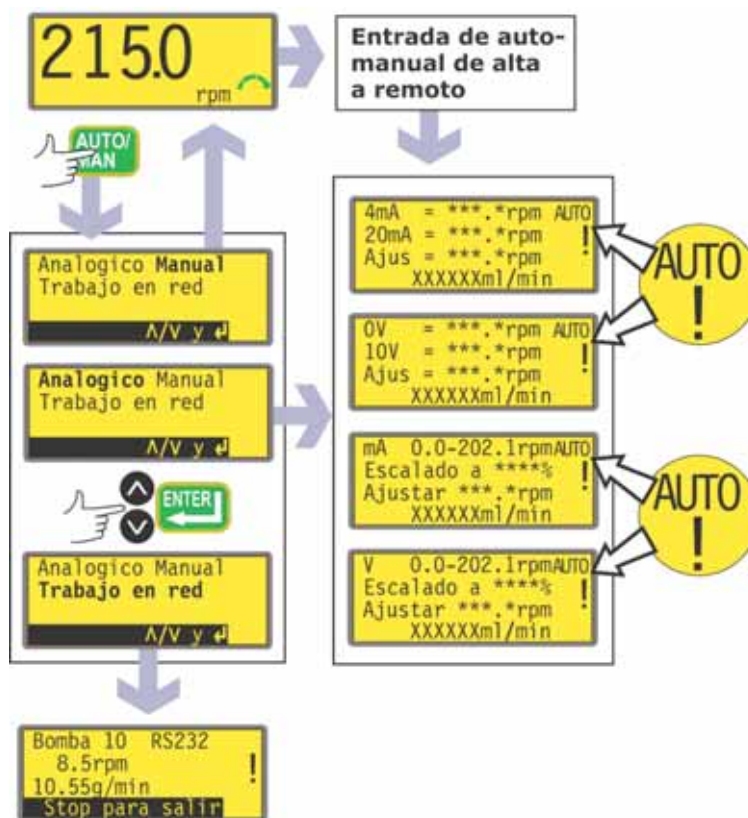 215.0
rpm
Entrada de auto-
manual de alta
a remoto
AUTO/
MAN
Analogico Manual
Trabajo en red
Λ/V y ↲
Analogico Manual
Trabajo en red
Λ/V y ↲
ENTER
Analogico Manual
Trabajo en red
Λ/V y ↲
Bomba 10 RS232
8.5rpm !
10.55g/min
Stop para salir
4mA = ***.*rpm AUTO
20mA = ***.*rpm !
Ajus = ***.*rpm
XXXXXXml/min
0V = ***.*rpm AUTO
10V = ***.*rpm !
Ajus = ***.*rpm
XXXXXXml/min
AUTO
!
mA 0.0-202.1rpmAUTO
Escalado a ****% !
Ajustar ***.*rpm
XXXXXXml/min
V 0.0-202.1rpmAUTO
Escalado a ****% !
Ajustar ***.*rpm
XXXXXXml/min
AUTO
!